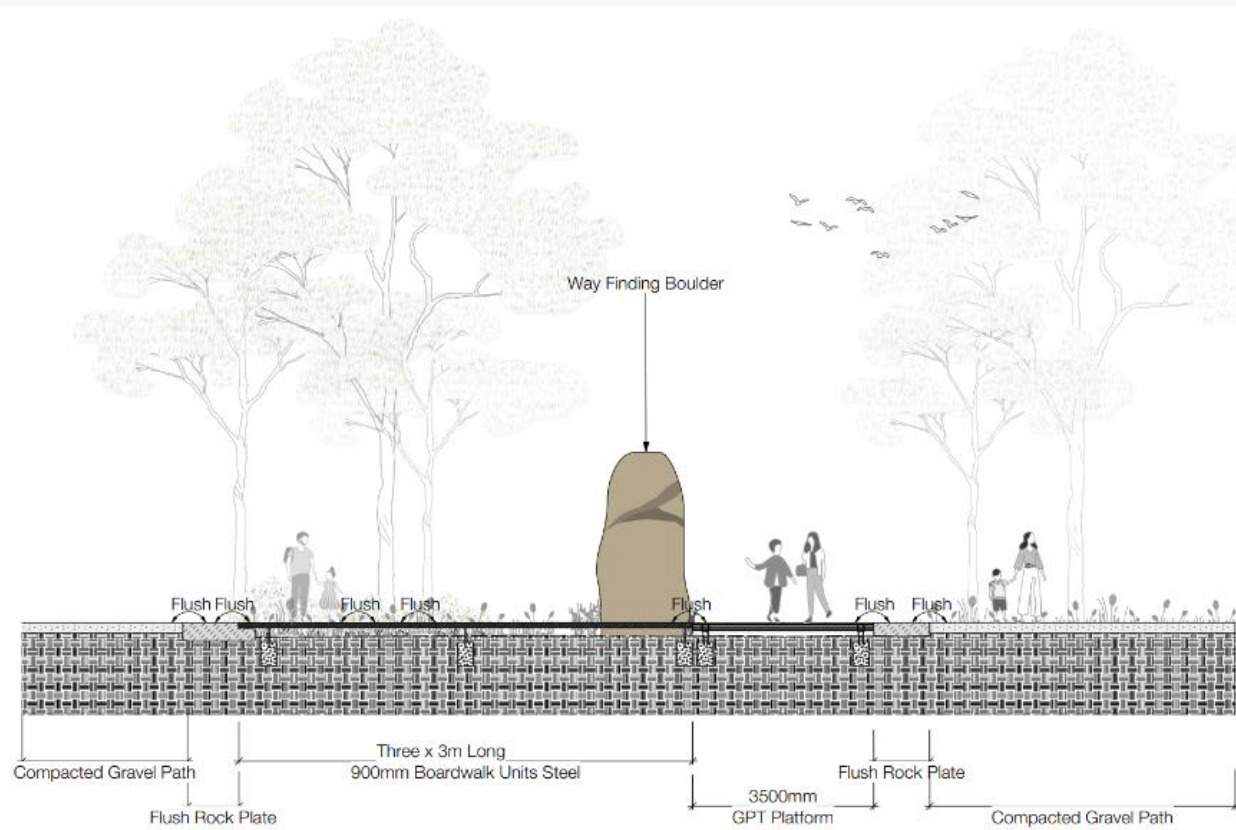 Way Finding Boulder
Flush Flush Flush Flush Flush Flush Flush
Three x 3m Long
Compacted Gravel Path 900mm Boardwalk Units Steel Flush Rock Plate
3500mm
Flush Rock Plate GPT Platform Compacted Gravel Path